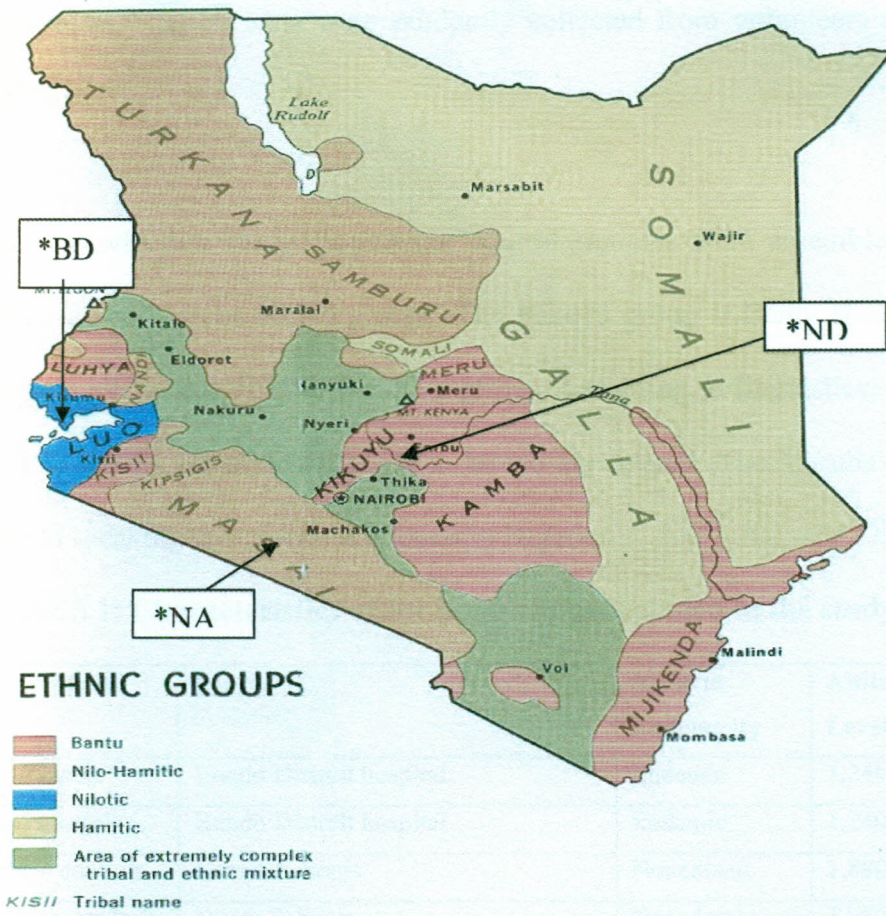 TURKANA
Lake
Rudolf
D
Marsabit
SOMALI
Wajir
*BD
MT. ELGON
SAMBURU
Maralal
Kitale
GALLA
*ND
SOMALI
Eldoret
LUHYA
NANDI
MERU
Nanyuki
Meru
Kisumu
MT. KENYA
Tana
Nakuru
Nyeri
LUO
Embu
Kisii
KISII
KIKUYU
KIPSIGIS
Thika
KAMBA
NAIROBI
MASAI
Machakos
*NA
Voi
Malindi
MIJIKENDA
Mombasa
ETHNIC GROUPS
Bantu
Nilo-Hamitic
Nilotic
Hamitic
Area of extremely complex
tribal and ethnic mixture
KISII Tribal name